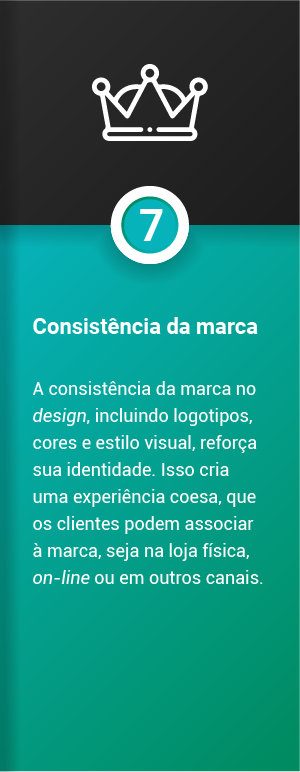 7
Consistência da marca
A consistência da marca no
design, incluindo logotipos,
cores e estilo visual, reforça
sua identidade. Isso cria
uma experiência coesa, que
os clientes podem associar
à marca, seja na loja física,
on-line ou em outros canais.